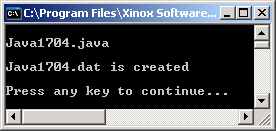 C:\Program Files\Xinox Software...
Java1704.java
Java1704.dat is created
Press any key to continue...